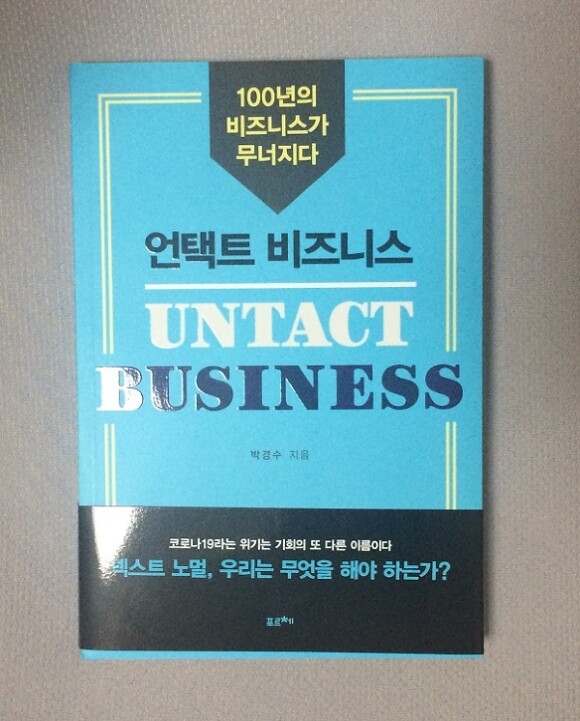 100년의
비즈니스가
무너지다
언택트 비즈니스
UNTACT
BUSINESS
박경수 지음
코로나19라는 위기는 기회의 또 다른 이름이다
넥스트 노멀, 우리는 무엇을 해야 하는가?
포르체